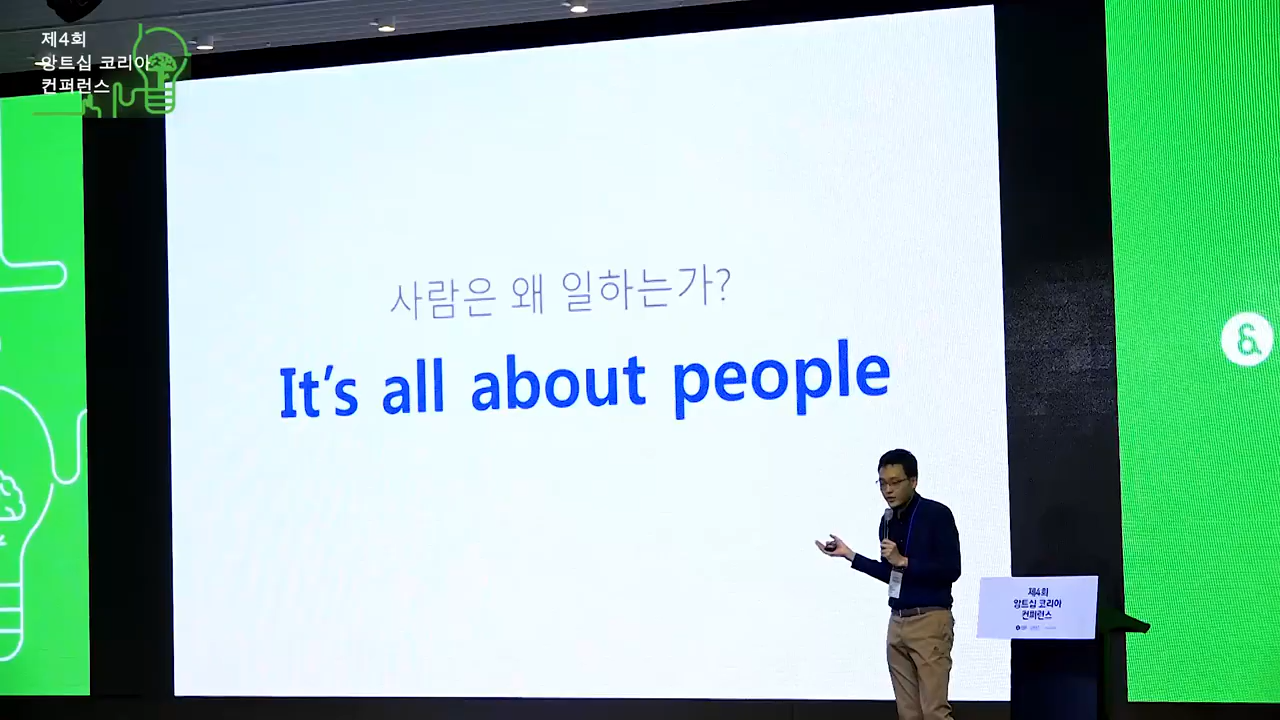 제4회
앙트십 코리아
컨퍼런스
사람은 왜 일하는가?
It's all about people
&
제4회
앙트십 코리아
컨퍼런스